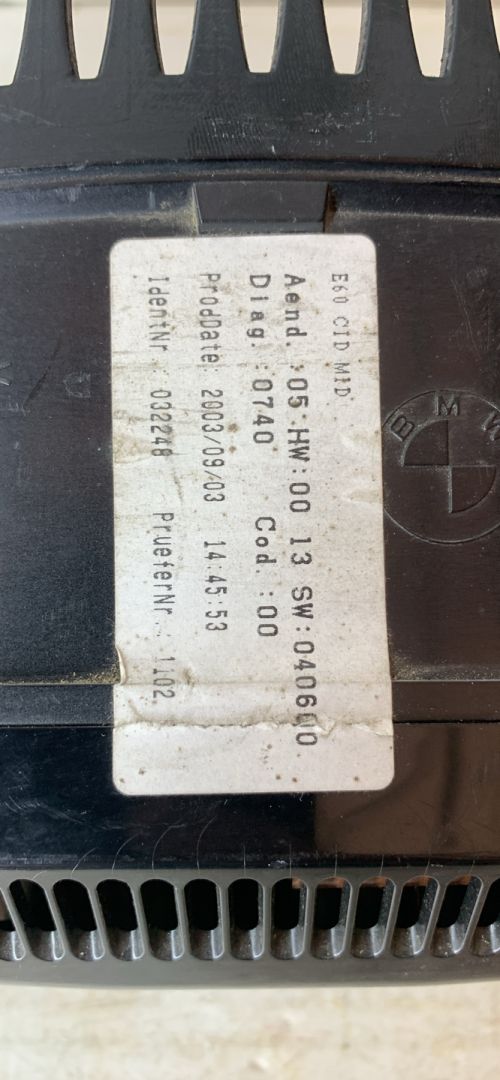 E60 CID MID
Aend. :05 HW:00 13 SW:040600
Diag. :0740 Cod. :00
ProdDate: 2003/09/03 14:45:53
IdentNr 032248 PrueferNr.: 1102
BMW